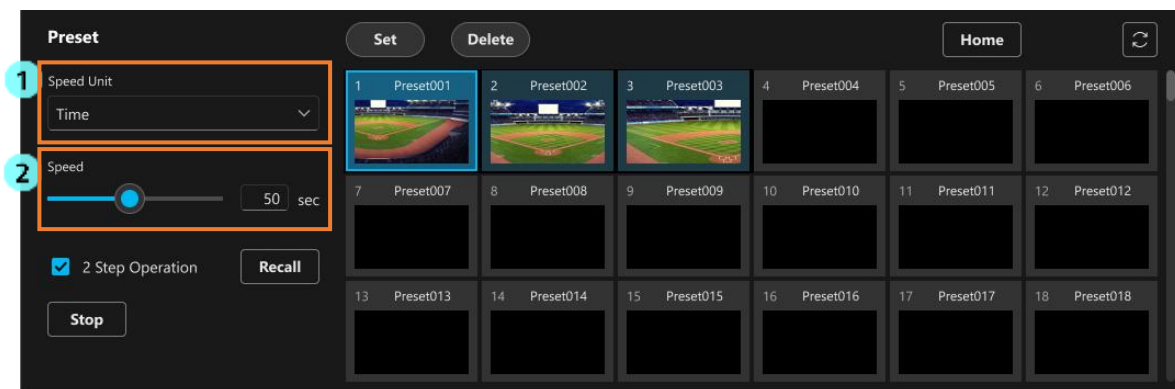 Preset
Set
Delete
Home
1
Speed Unit
Time
2
Speed
50 sec
2 Step Operation
Recall
Stop
1 Preset001
2 Preset002
3 Preset003
4 Preset004
5 Preset005
6 Preset006
7 Preset007
8 Preset008
9 Preset009
10 Preset010
11 Preset011
12 Preset012
13 Preset013
14 Preset014
15 Preset015
16 Preset016
17 Preset017
18 Preset018